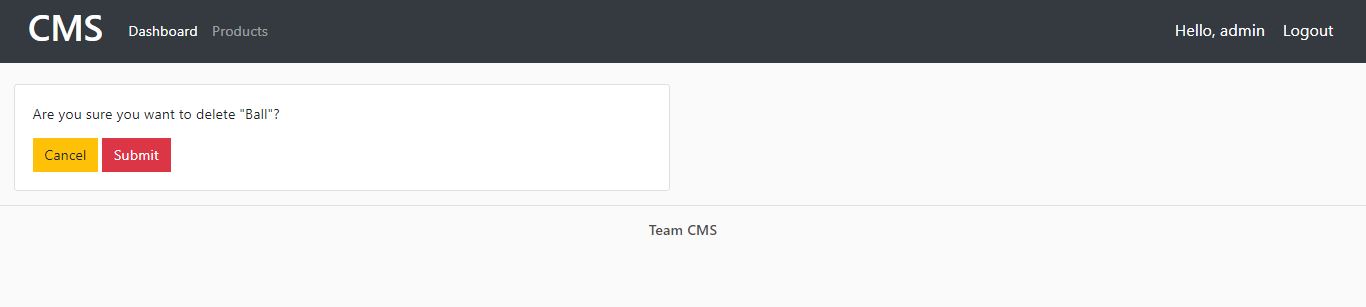 CMS Dashboard Products Hello, admin Logout
Are you sure you want to delete "Ball"?
Cancel Submit
Team CMS